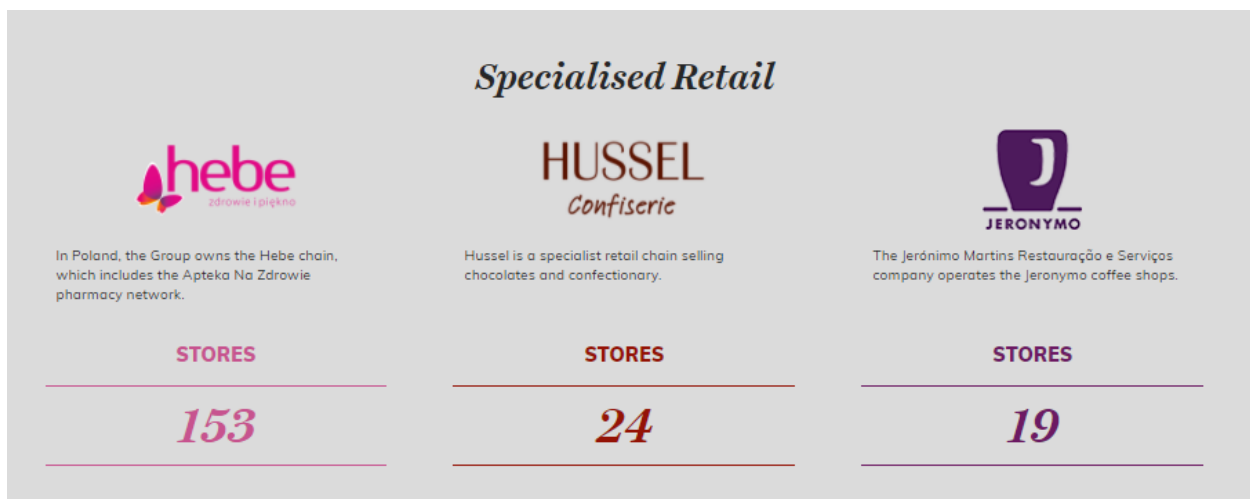 Specialised Retail
hebe
zdrowie i piękno
In Poland, the Group owns the Hebe chain,
which includes the Apteka Na Zdrowie
pharmacy network.
STORES
153
HUSSEL
Confiserie
Hussel is a specialist retail chain selling
chocolates and confectionary.
STORES
24
J
JERONYMO
The Jerónimo Martins Restauração e Serviços
company operates the Jeronymo coffee shops.
STORES
19